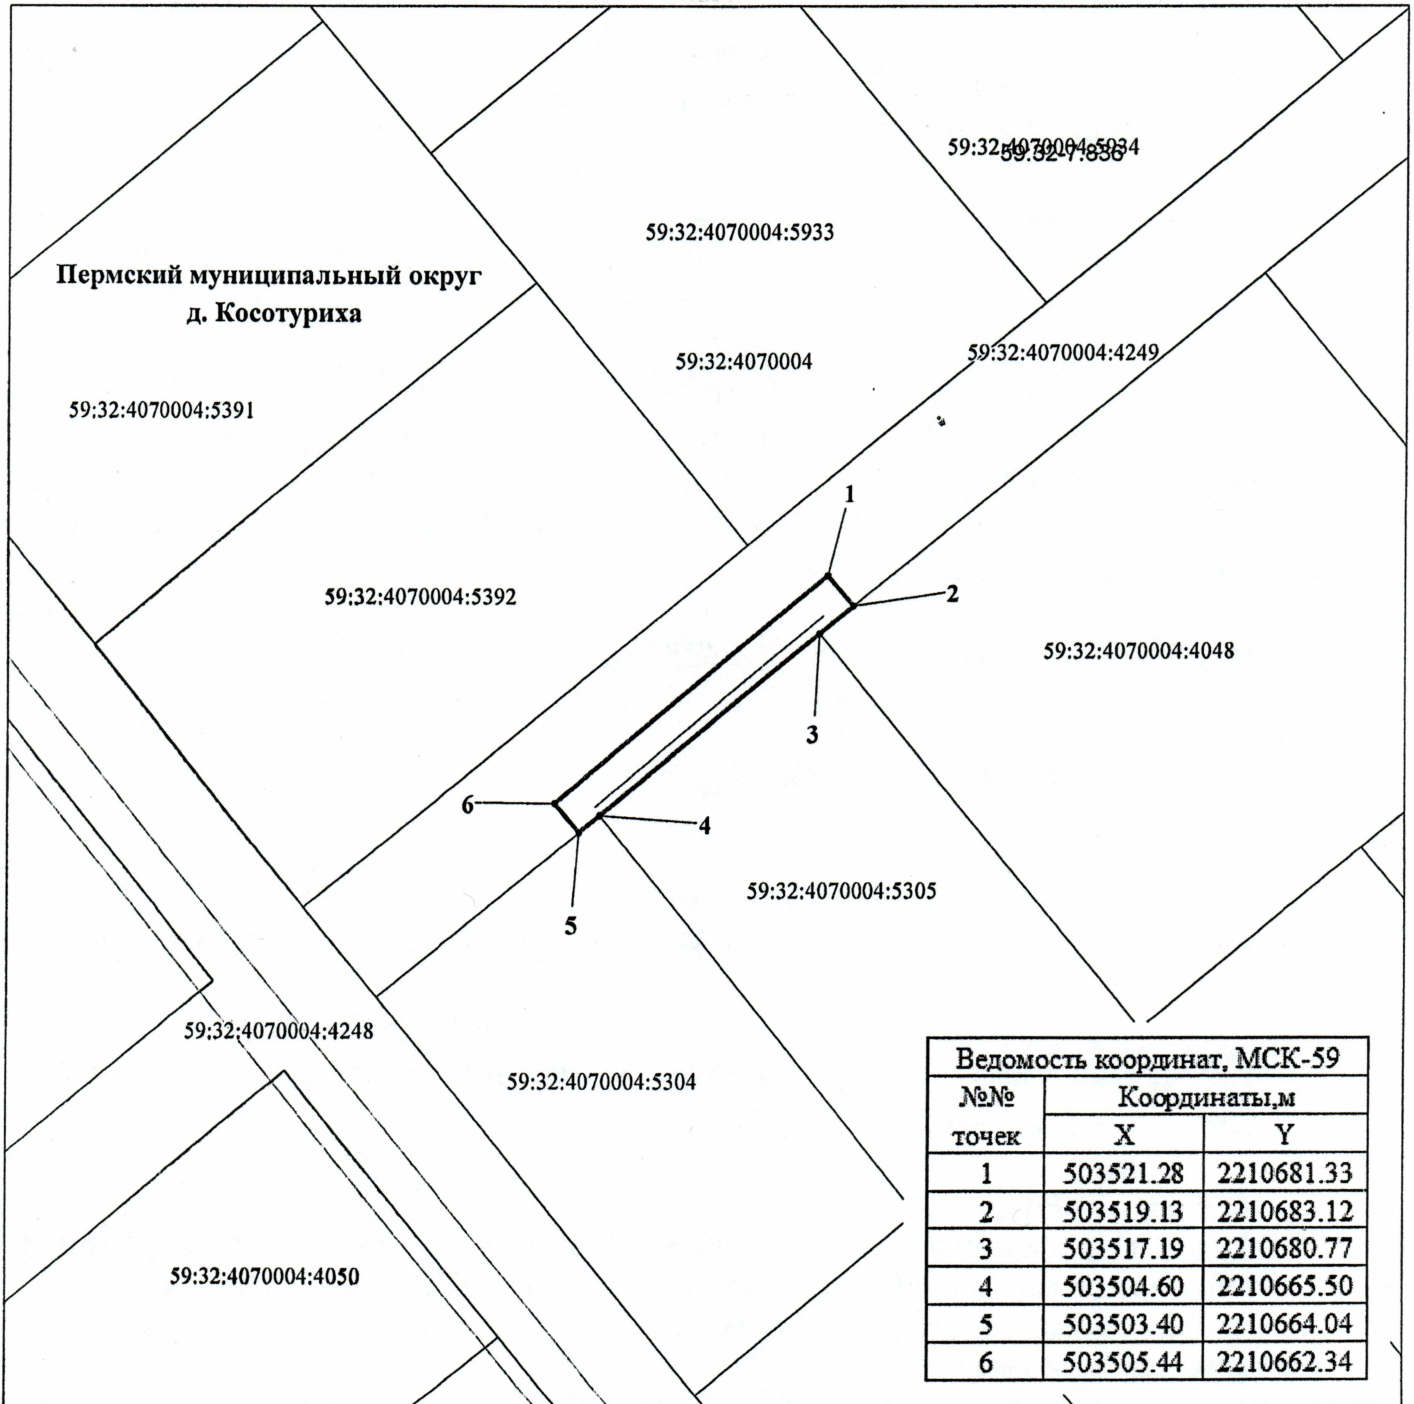 59:32:4070004:5934
59:32-7.836
59:32:4070004:5933
Пермский муниципальный округ
д. Косотуриха
59:32:4070004
59:32:4070004:4249
59:32:4070004:5391
1
59:32:4070004:5392
2
59:32:4070004:4048
3
6
4
59:32:4070004:5305
5
59:32:4070004:4248
59:32:4070004:5304
59:32:4070004:4050
Ведомость координат, МСК-59
№№ Координаты,м
точек X Y
1 503521.28 2210681.33
2 503519.13 2210683.12
3 503517.19 2210680.77
4 503504.60 2210665.50
5 503503.40 2210664.04
6 503505.44 2210662.34